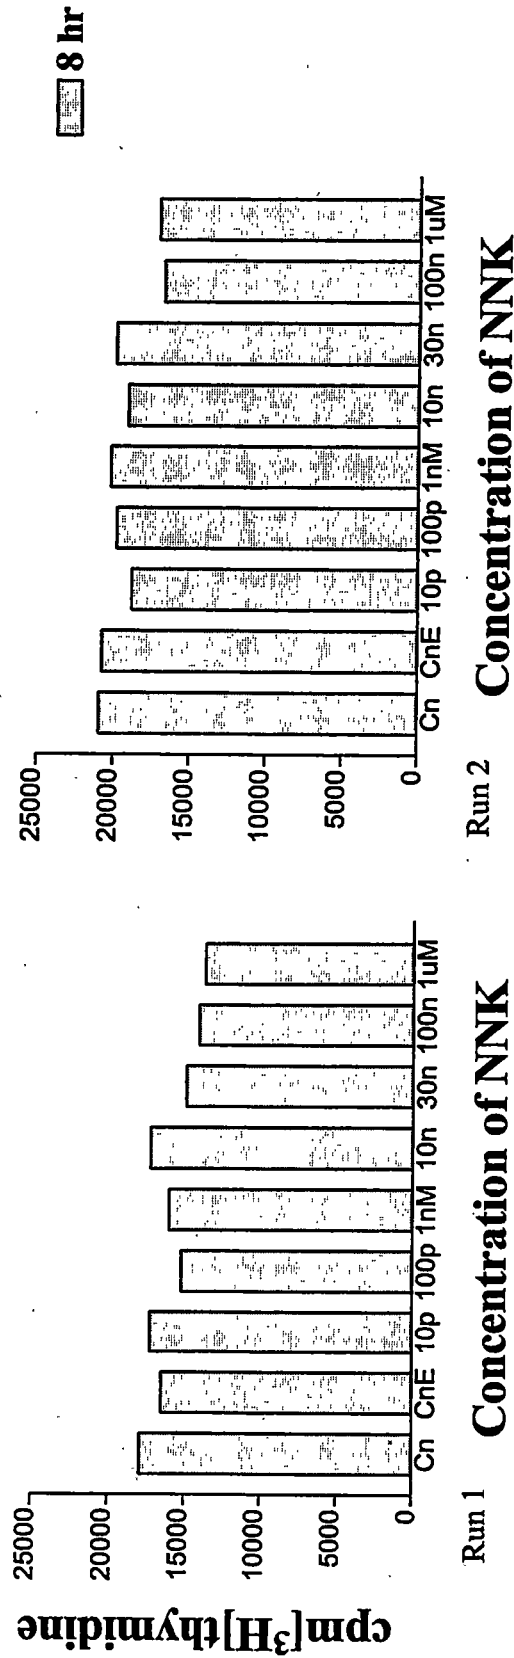 cpm[³H]thymidine
25000
20000
15000
10000
5000
0
Cn CnE 10p 100p 1nM 10n 30n 100n 1uM
Run 1
Concentration of NNK
25000
20000
15000
10000
5000
0
Cn CnE 10p 100p 1nM 10n 30n 100n 1uM
Run 2
Concentration of NNK
8 hr